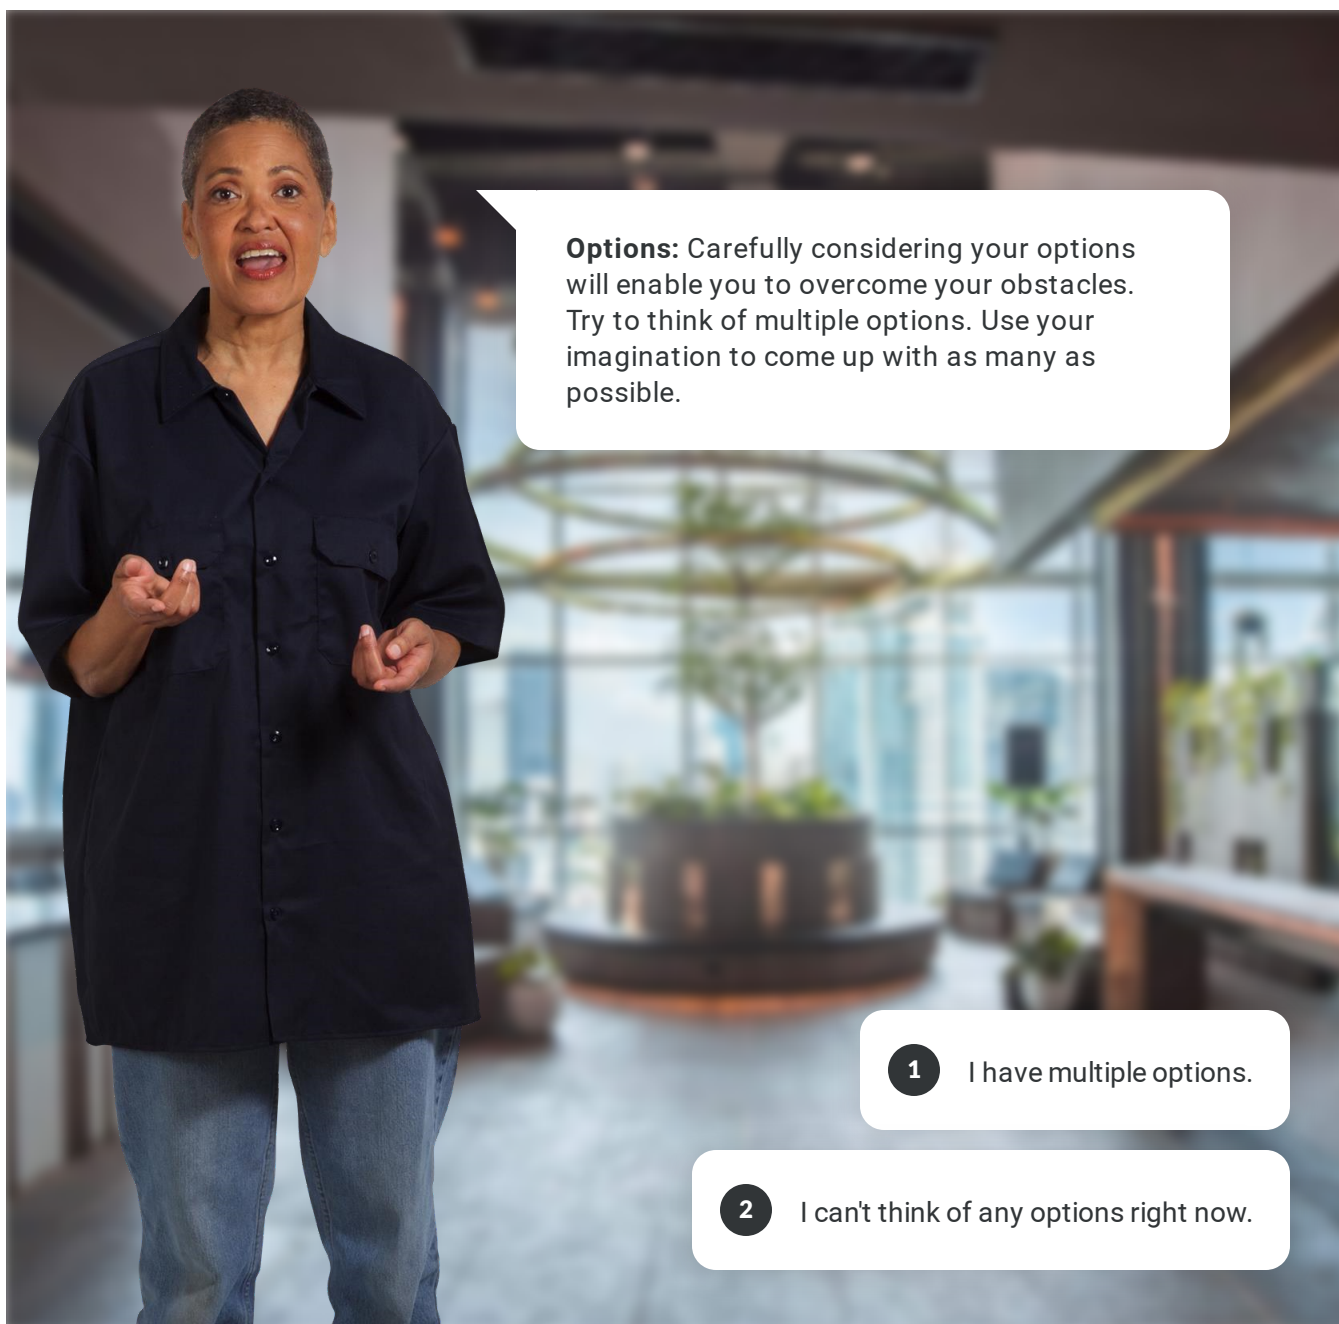 Options: Carefully considering your options
will enable you to overcome your obstacles.
Try to think of multiple options. Use your
imagination to come up with as many as
possible.
1 I have multiple options.
2 I can't think of any options right now.